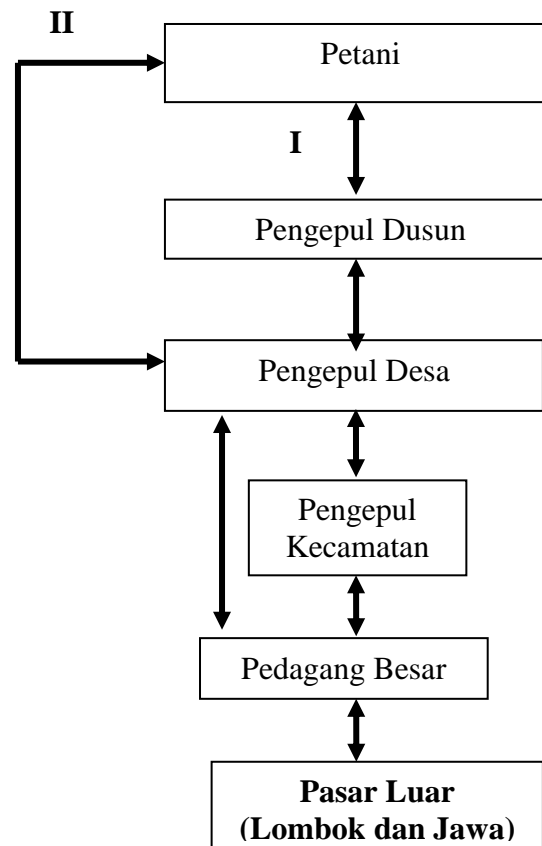 II
Petani
I
Pengepul Dusun
Pengepul Desa
Pengepul
Kecamatan
Pedagang Besar
Pasar Luar
(Lombok dan Jawa)